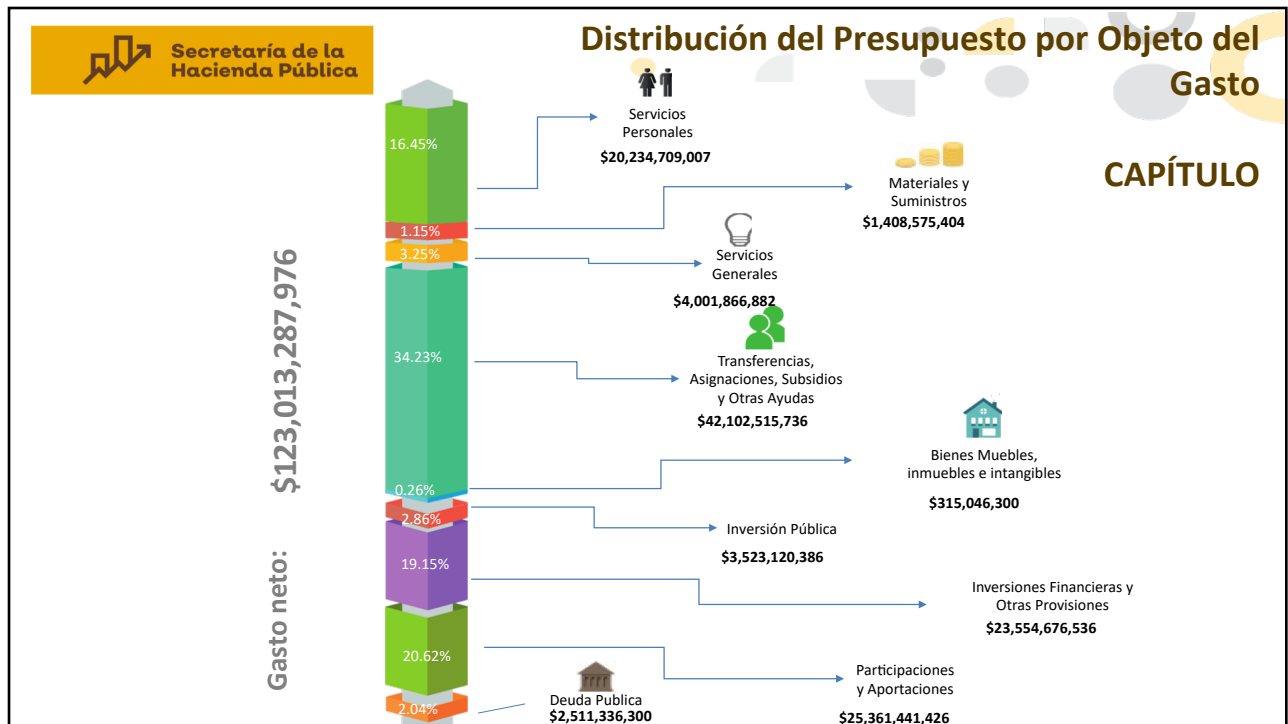 Secretaría de la
Hacienda Pública
Distribución del Presupuesto por Objeto del
Gasto
CAPÍTULO
Gasto neto: $123,013,287,976
16.45%
Servicios
Personales
$20,234,709,007
1.15%
Materiales y
Suministros
$1,408,575,404
3.25%
Servicios
Generales
$4,001,866,882
34.23%
Transferencias,
Asignaciones, Subsidios
y Otras Ayudas
$42,102,515,736
0.26%
Bienes Muebles,
inmuebles e intangibles
$315,046,300
2.86%
Inversión Pública
$3,523,120,386
19.15%
Inversiones Financieras y
Otras Provisiones
$23,554,676,536
20.62%
Participaciones
y Aportaciones
$25,361,441,426
2.04%
Deuda Publica
$2,511,336,300